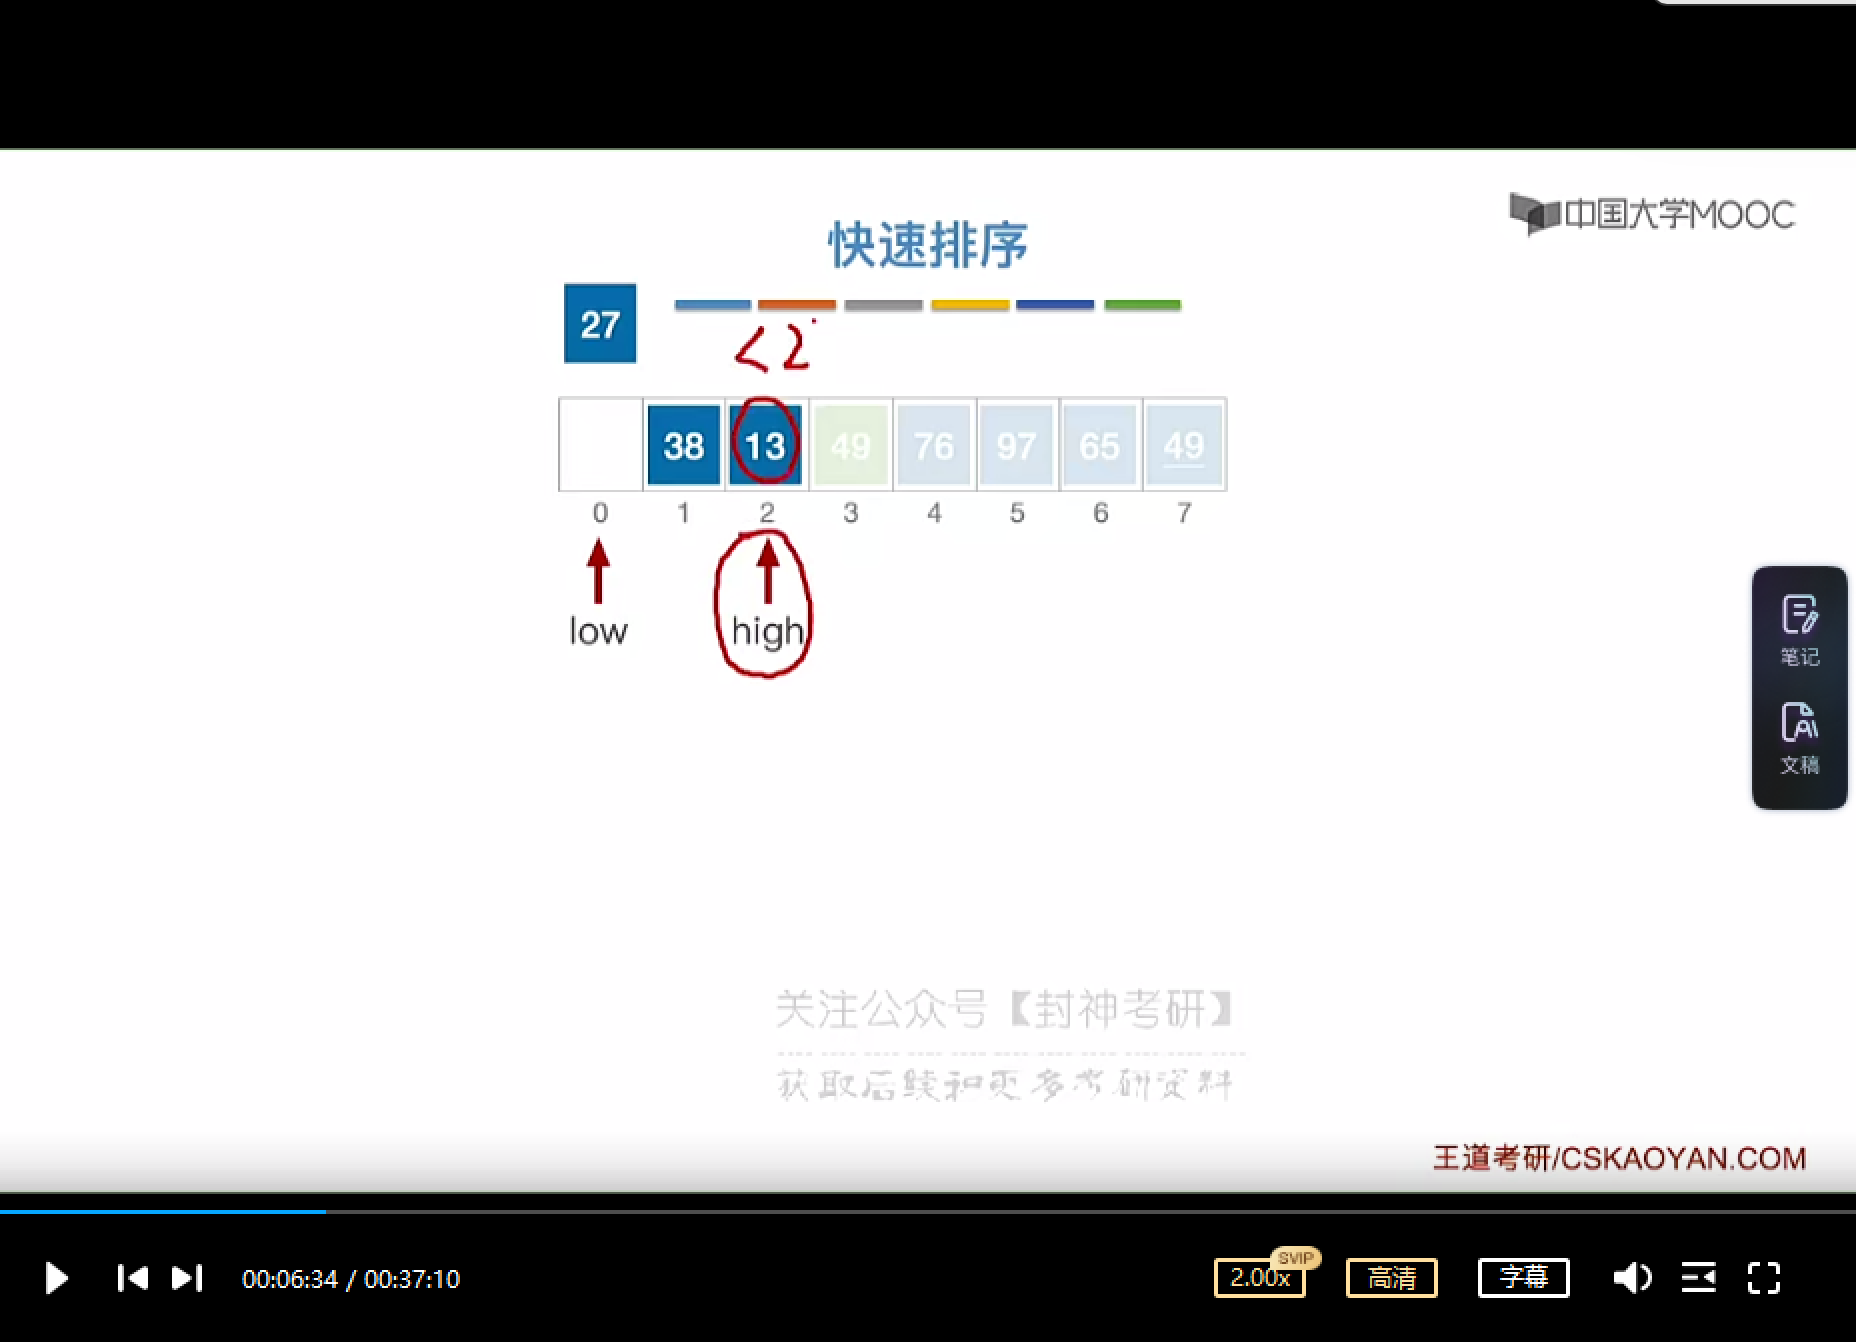 中国大学MOOC
快速排序
27
<2
38 13 49 76 97 65 49
0 1 2 3 4 5 6 7
low high
笔记
文稿
关注公众号【封神考研】
获取后续和更多考研资料
王道考研/CSKAOYAN.COM
00:06:34 / 00:37:10
SVIP
2.00x 高清 字幕